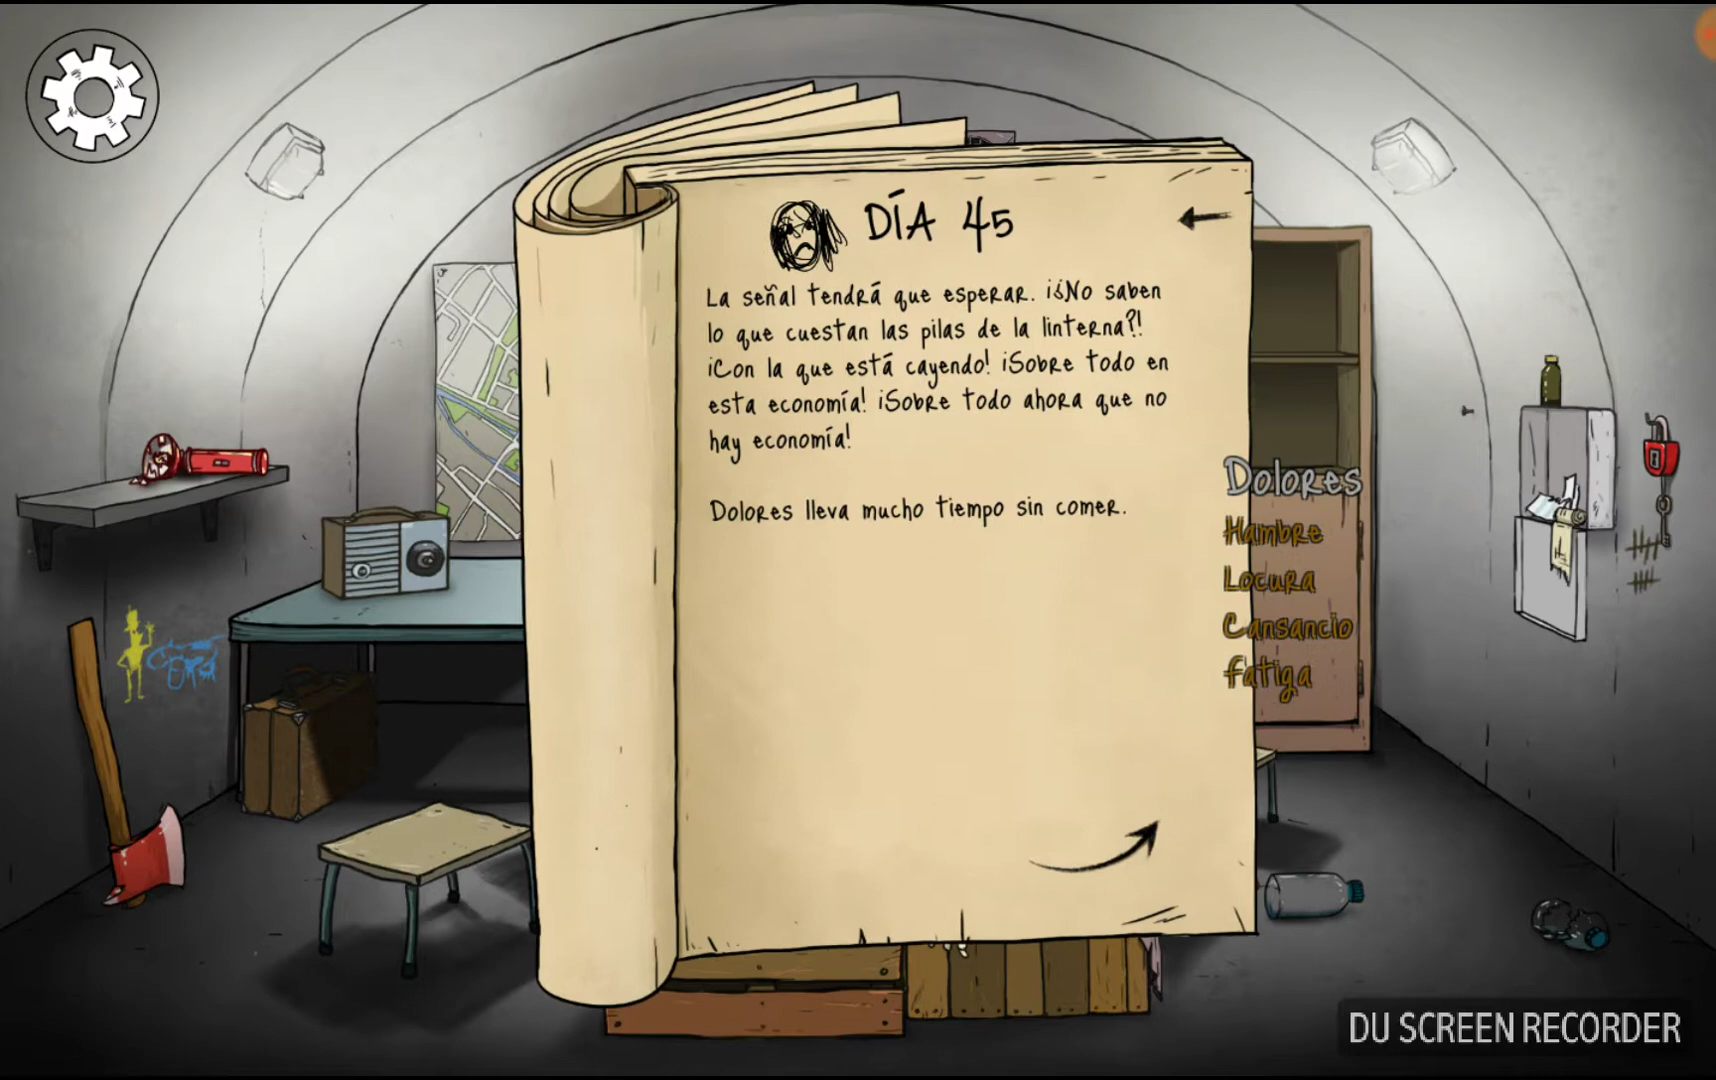 DÍA 45
La señal tendrá que esperar. ¡¿No saben
lo que cuestan las pilas de la linterna?!
¡Con la que está cayendo! ¡Sobre todo en
esta economía! ¡Sobre todo ahora que no
hay economía!
Dolores lleva mucho tiempo sin comer.
Dolores
Hambre
Locura
Cansancio
Fatiga
DU SCREEN RECORDER